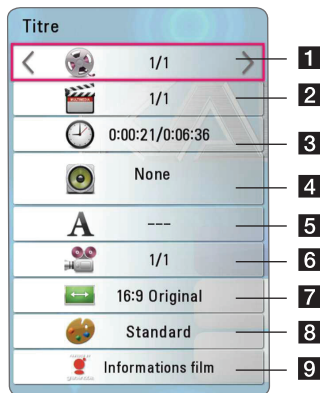 Titre
1/1 1
MULTIMEDIA 1/1 2
0:00:21/0:06:36 3
None 4
A --- 5
1/1 6
16:9 Original 7
Standard 8
Informations film 9